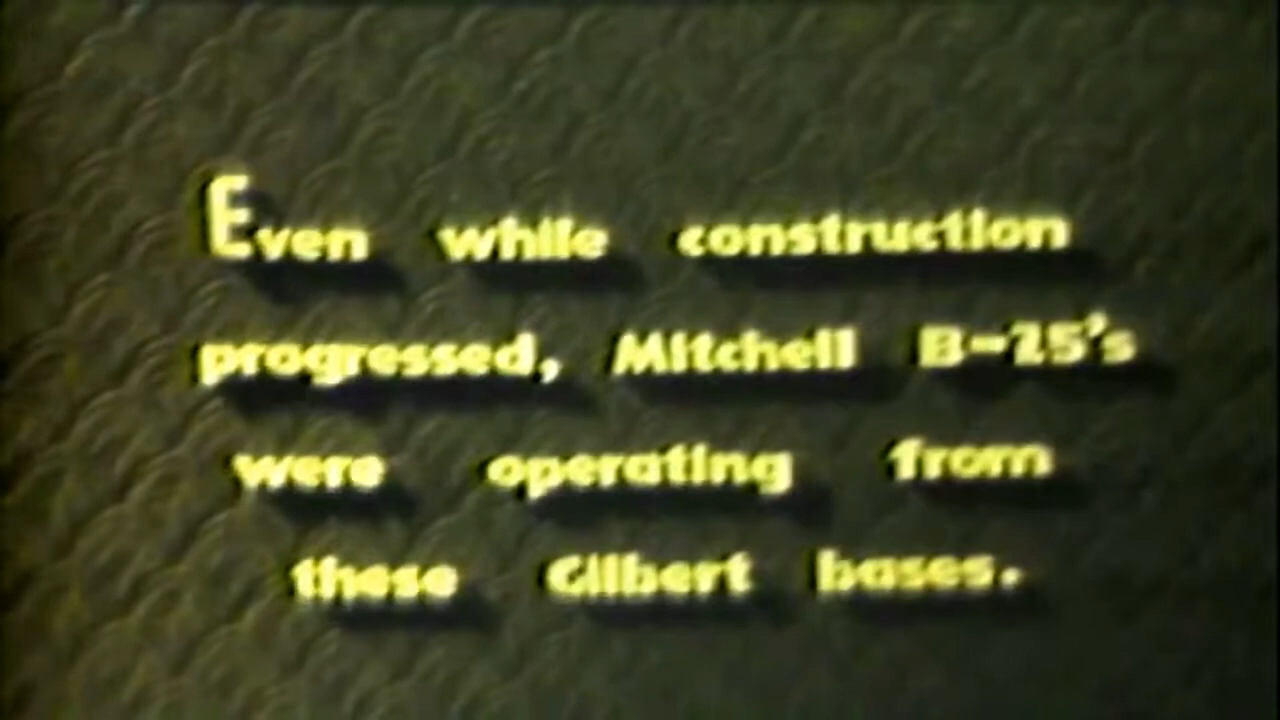 Even while construction
progressed, Mitchell B-25's
were operating from
these Gilbert bases.